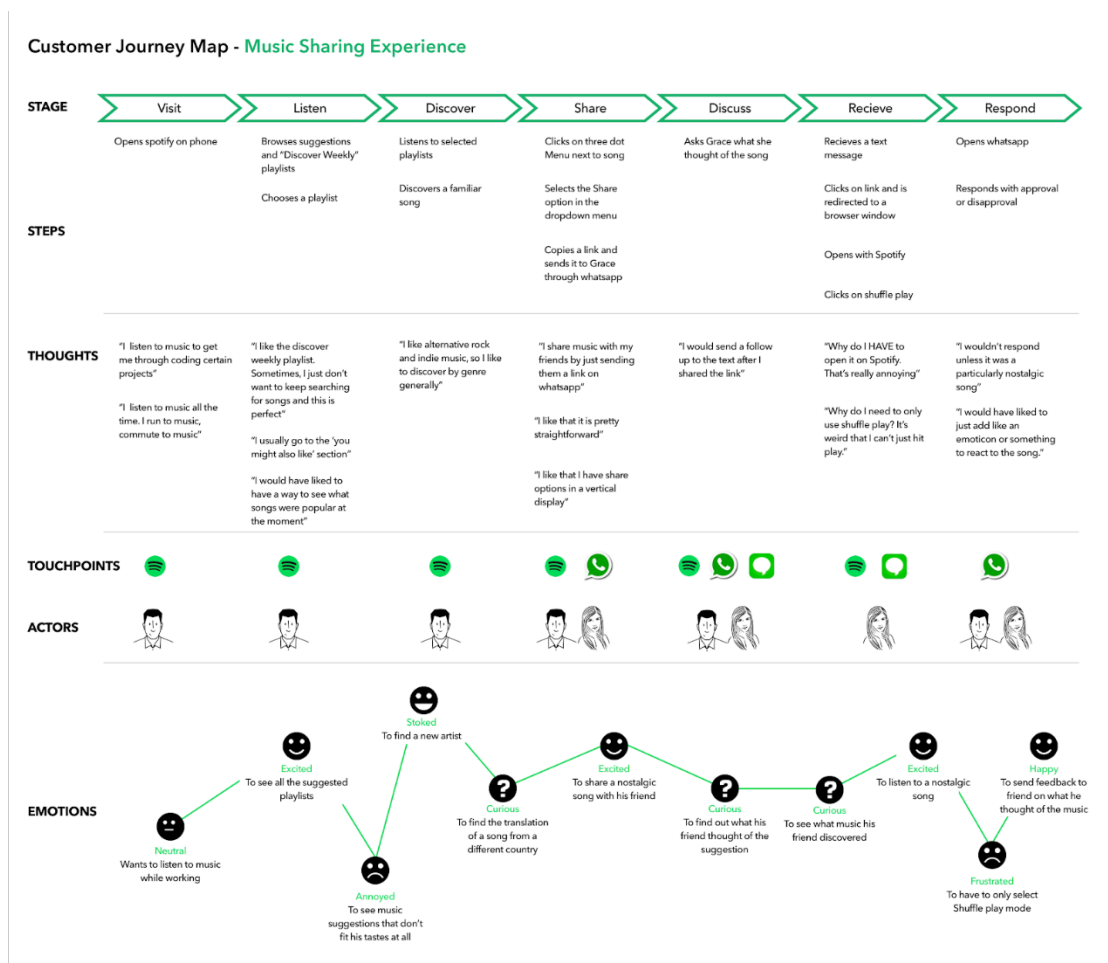 Customer Journey Map - Music Sharing Experience
STAGE
Visit
Listen
Discover
Share
Discuss
Recieve
Respond
STEPS
Opens spotify on phone
Browses suggestions
and “Discover Weekly”
playlists
Chooses a playlist
Listens to selected
playlists
Discovers a familiar
song
Clicks on three dot
Menu next to song
Selects the Share
option in the
dropdown menu
Copies a link and
sends it to Grace
through whatsapp
Asks Grace what she
thought of the song
Recieves a text
message
Clicks on link and is
redirected to a
browser window
Opens with Spotify
Clicks on shuffle play
Opens whatsapp
Responds with approval
or disapproval
THOUGHTS
“I listen to music to get
me through coding certain
projects”
“I listen to music all the
time. I run to music,
commute to music”
“I like the discover
weekly playlist.
Sometimes, I just don’t
want to keep searching
for songs and this is
perfect”
“I usually go to the ‘you
might also like’ section”
“I would have liked to
have a way to see what
songs were popular at
the moment”
“I like alternative rock
and indie music, so I like
to discover by genre
generally”
“I share music with my
friends by just sending
them a link on
whatsapp”
“I like that it is pretty
straightforward”
“I like that I have share
options in a vertical
display”
“I would send a follow
up to the text after I
shared the link”
“Why do I HAVE to
open it on Spotify.
That’s really annoying”
“Why do I need to only
use shuffle play? It’s
weird that I can’t just hit
play.”
“I wouldn’t respond
unless it was a
particularly nostalgic
song”
“I would have liked to
just add like an
emoticon or something
to react to the song.”
TOUCHPOINTS
ACTORS
EMOTIONS
Neutral
Wants to listen to music
while working
Excited
To see all the suggested
playlists
Annoyed
To see music
suggestions that don’t
fit his tastes at all
Stoked
To find a new artist
?
Curious
To find the translation
of a song from a
different country
Excited
To share a nostalgic
song with his friend
?
Curious
To find out what his
friend thought of the
suggestion
?
Curious
To see what music his
friend discovered
Excited
To listen to a nostalgic
song
Frustrated
To have to only select
Shuffle play mode
Happy
To send feedback to
friend on what he
thought of the music